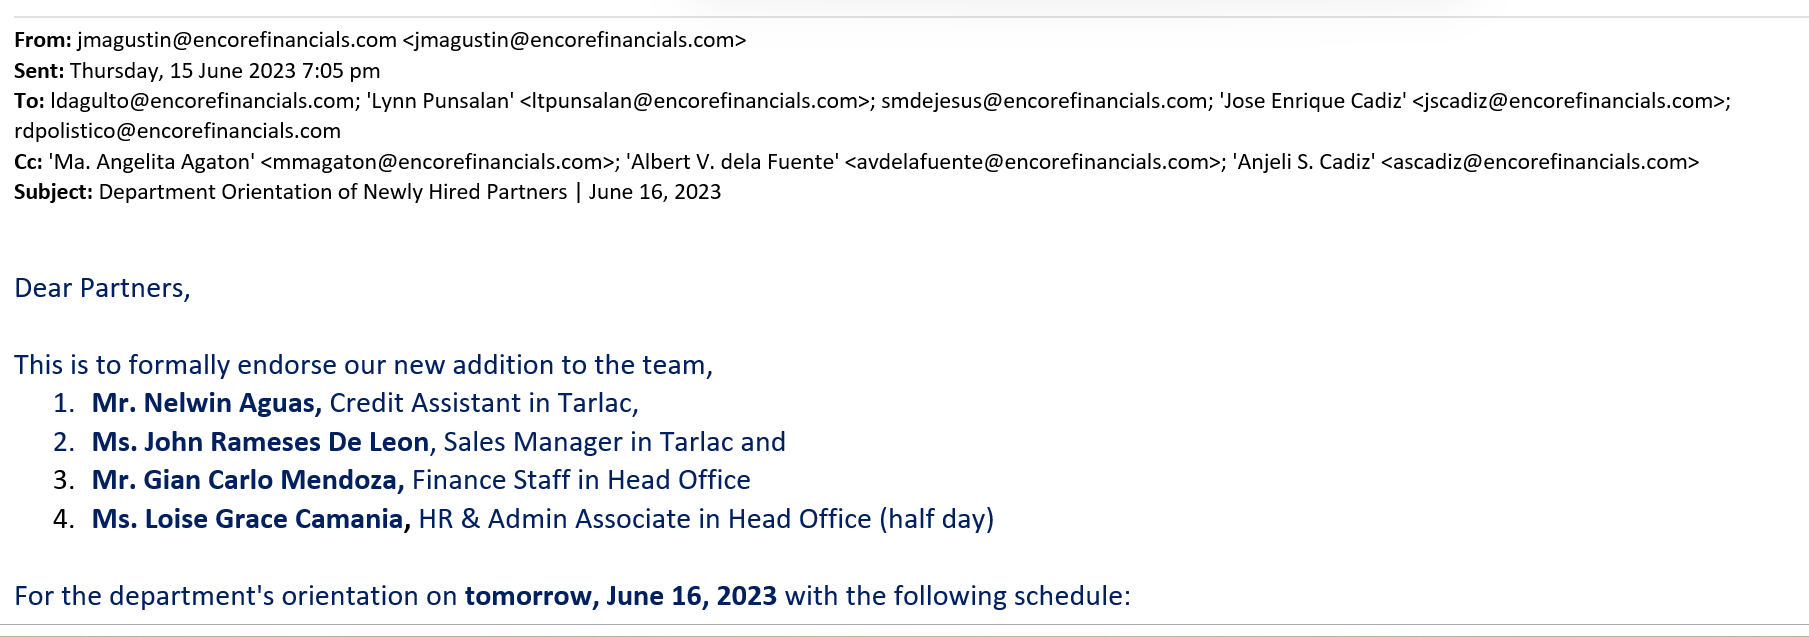 From: jmagustin@encorefinancials.com <jmagustin@encorefinancials.com>
Sent: Thursday, 15 June 2023 7:05 pm
To: ldagulto@encorefinancials.com; 'Lynn Punsalan' <ltpunsalan@encorefinancials.com>; smdejesus@encorefinancials.com; 'Jose Enrique Cadiz' <jscadiz@encorefinancials.com>;
rdpolistico@encorefinancials.com
Cc: 'Ma. Angelita Agaton' <mmagaton@encorefinancials.com>; 'Albert V. dela Fuente' <avdelafuente@encorefinancials.com>; 'Anjeli S. Cadiz' <ascadiz@encorefinancials.com>
Subject: Department Orientation of Newly Hired Partners | June 16, 2023
Dear Partners,
This is to formally endorse our new addition to the team,
1. Mr. Nelwin Aguas, Credit Assistant in Tarlac,
2. Ms. John Rameses De Leon, Sales Manager in Tarlac and
3. Mr. Gian Carlo Mendoza, Finance Staff in Head Office
4. Ms. Loise Grace Camania, HR & Admin Associate in Head Office (half day)
For the department's orientation on tomorrow, June 16, 2023 with the following schedule: